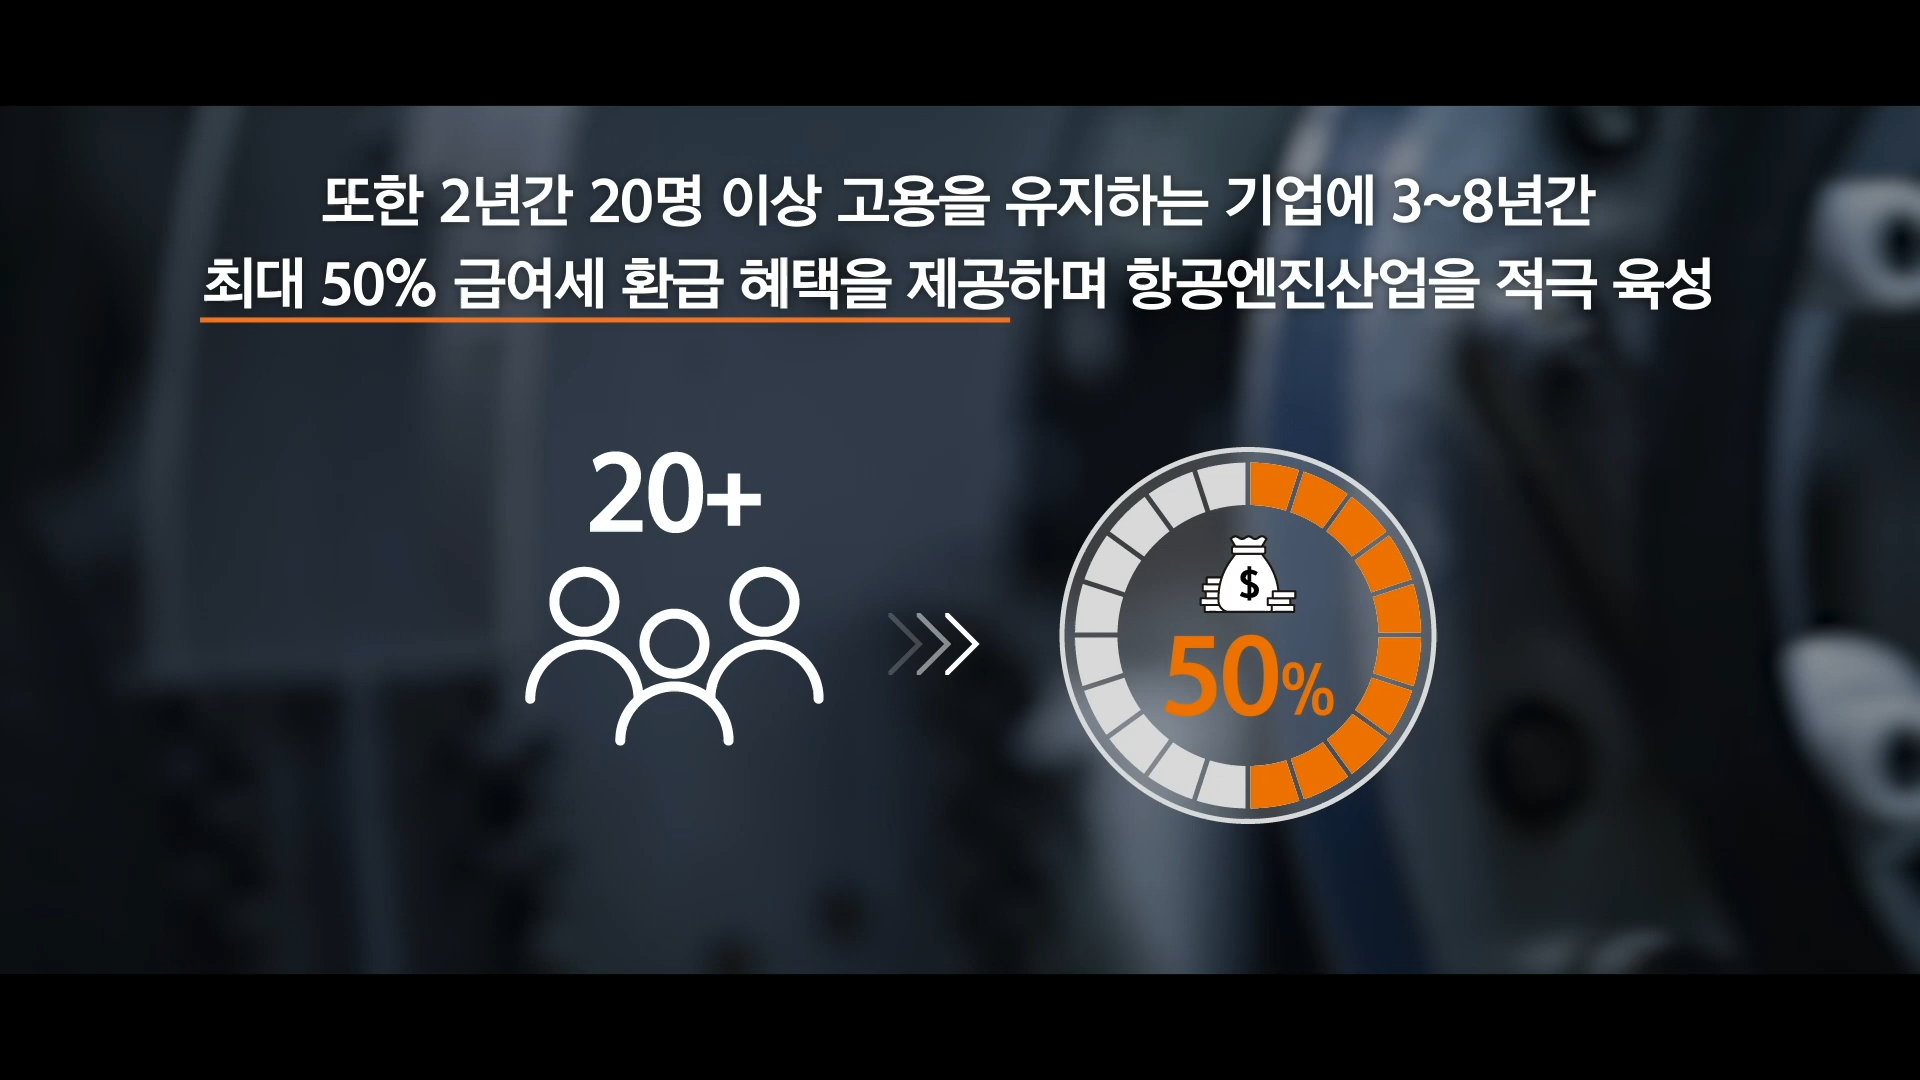 또한 2년간 20명 이상 고용을 유지하는 기업에 3~8년간
최대 50% 급여세 환급 혜택을 제공하며 항공엔진산업을 적극 육성
20+
$
50%